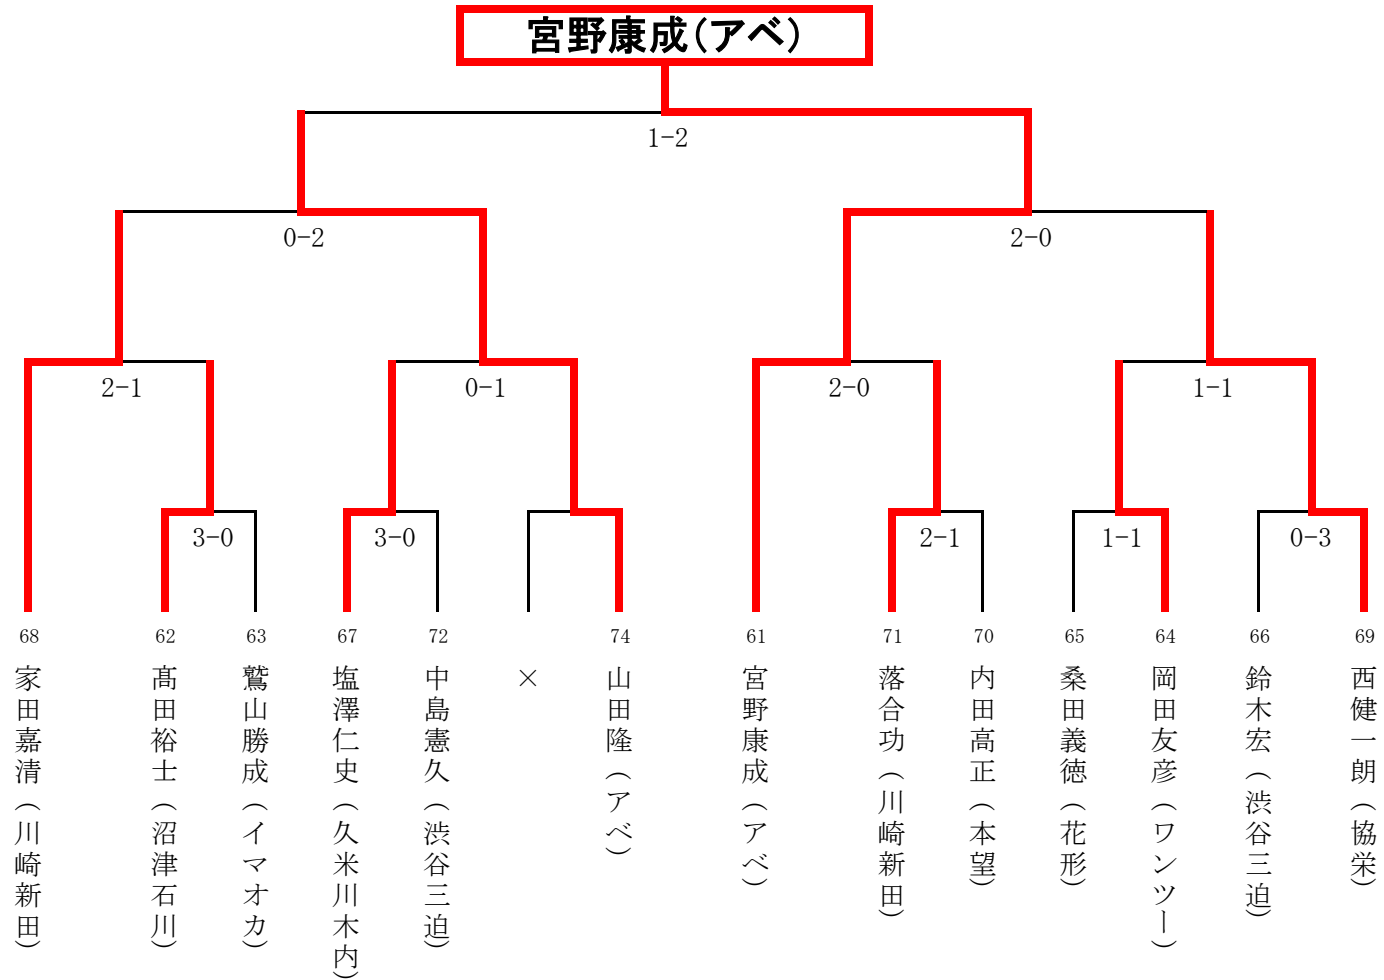 宮野康成(アベ)
1-2
0-2
2-0
2-1
0-1
2-0
1-1
3-0
3-0
2-1
1-1
0-3
68
62
63
67
72
74
61
71
70
65
64
66
69
家田嘉清(川崎新田)
髙田裕士(沼津石川)
鷲山勝成(イマオカ)
塩澤仁史(久米川木内)
中島憲久(渋谷三迫)
×
山田隆(アベ)
宮野康成(アベ)
落合功(川崎新田)
内田高正(本望)
桑田義徳(花形)
岡田友彦(ワンツー)
鈴木宏(渋谷三迫)
西健一朗(協栄)